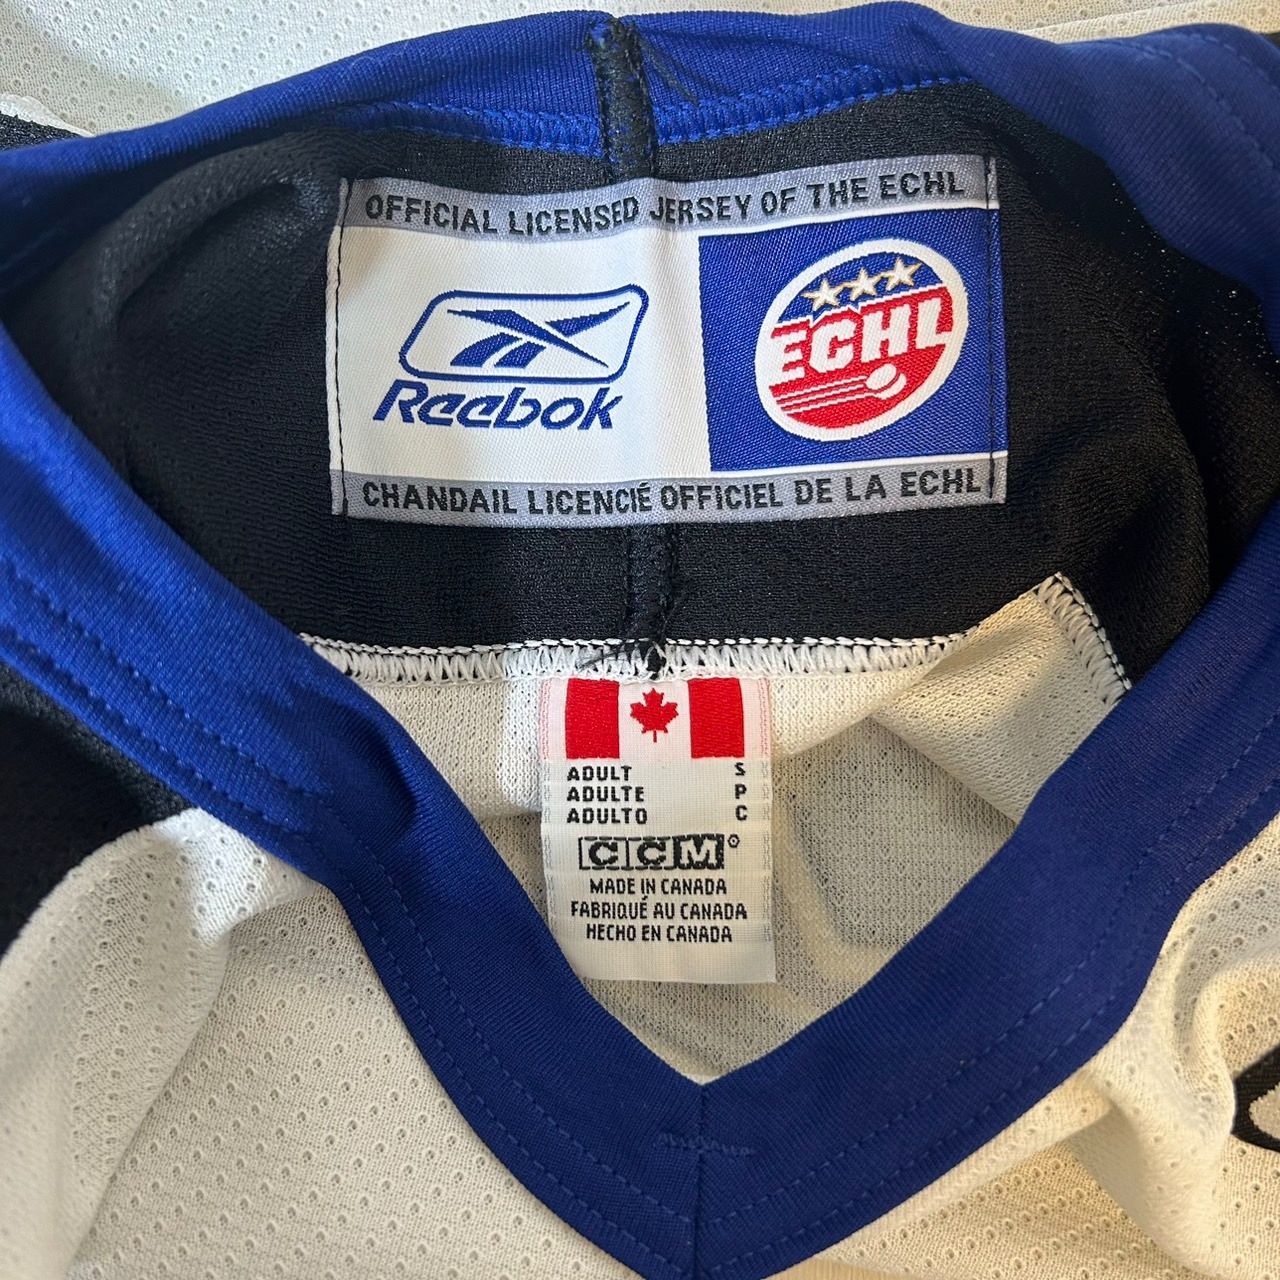 OFFICIAL LICENSED JERSEY OF THE ECHL
Reebok
ECHL
CHANDAIL LICENCIÉ OFFICIEL DE LA ECHL
ADULT S
ADULTE P
ADULTO C
CCM
MADE IN CANADA
FABRIQUÉ AU CANADA
HECHO EN CANADA